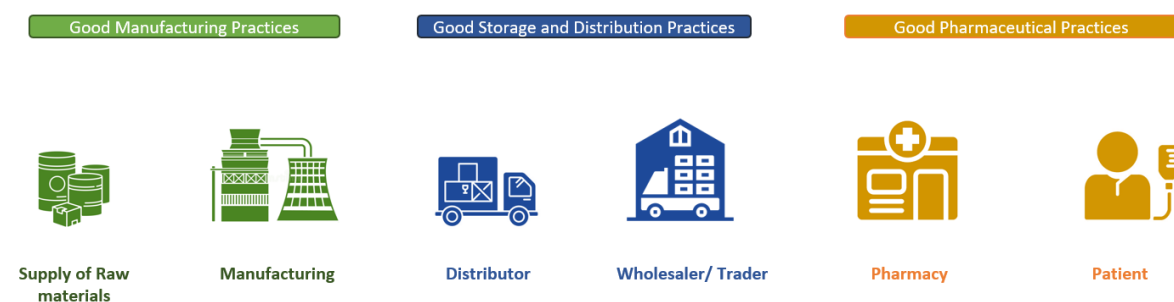 Good Manufacturing Practices
Good Storage and Distribution Practices
Good Pharmaceutical Practices
Supply of Raw
materials
Manufacturing
Distributor
Wholesaler/ Trader
Pharmacy
Patient